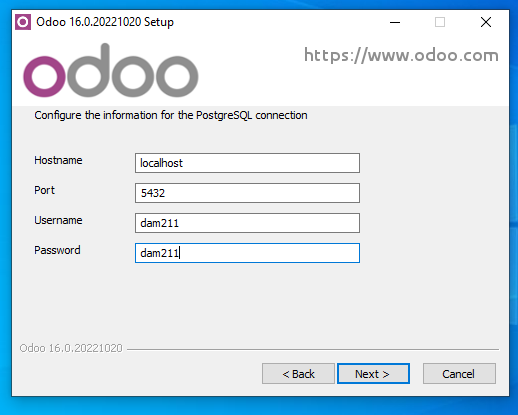 Odoo 16.0.20221020 Setup
odoo
https://www.odoo.com
Configure the information for the PostgreSQL connection
Hostname localhost
Port 5432
Username dam211
Password dam211
Odoo 16.0.20221020
< Back Next > Cancel